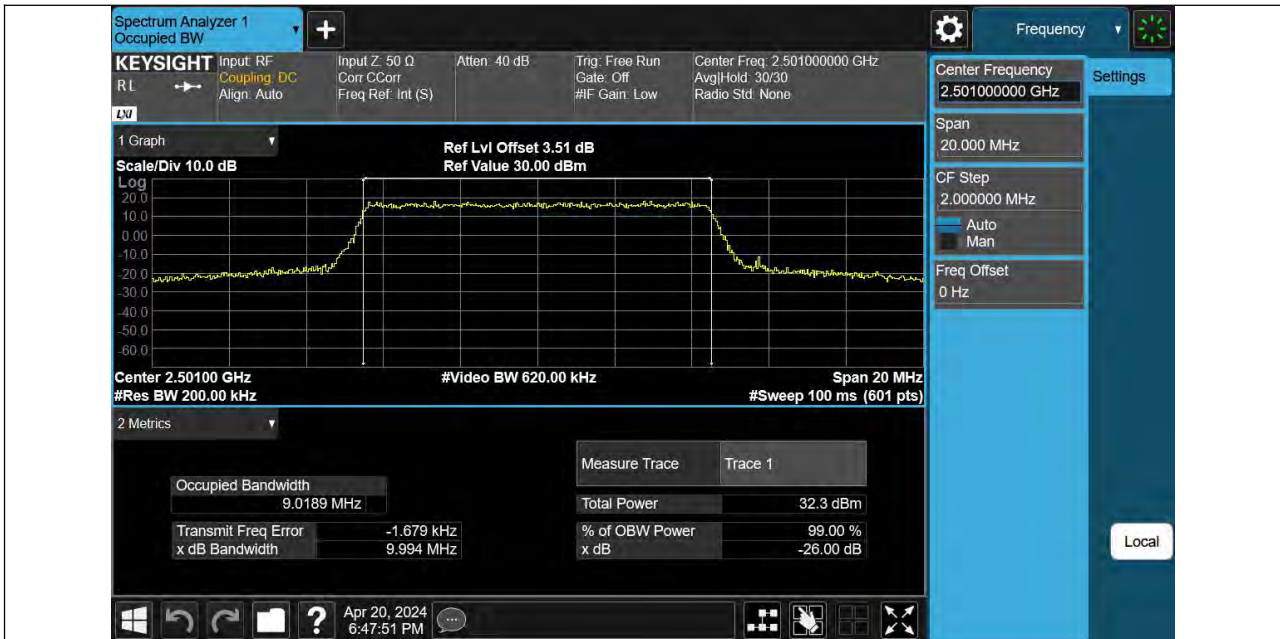 Spectrum Analyzer 1
Occupied BW
+
Frequency
KEYSIGHT
R L
LXI
Input: RF
Coupling: DC
Align: Auto
Input Z: 50 Ω
Corr CCorr
Freq Ref: Int (S)
Atten: 40 dB
Trig: Free Run
Gate: Off
#IF Gain: Low
Center Freq: 2.501000000 GHz
Avg|Hold: 30/30
Radio Std: None
1 Graph
Scale/Div 10.0 dB
Ref Lvl Offset 3.51 dB
Ref Value 30.00 dBm
Log
20.0
10.0
0.00
-10.0
-20.0
-30.0
-40.0
-50.0
-60.0
Center 2.50100 GHz
#Video BW 620.00 kHz
Span 20 MHz
#Res BW 200.00 kHz
#Sweep 100 ms (601 pts)
2 Metrics
Measure Trace Trace 1
Occupied Bandwidth
9.0189 MHz
Total Power 32.3 dBm
Transmit Freq Error -1.679 kHz
% of OBW Power 99.00 %
x dB Bandwidth 9.994 MHz
x dB -26.00 dB
Center Frequency
2.501000000 GHz
Settings
Span
20.000 MHz
CF Step
2.000000 MHz
Auto
Man
Freq Offset
0 Hz
Local
?
Apr 20, 2024
6:47:51 PM